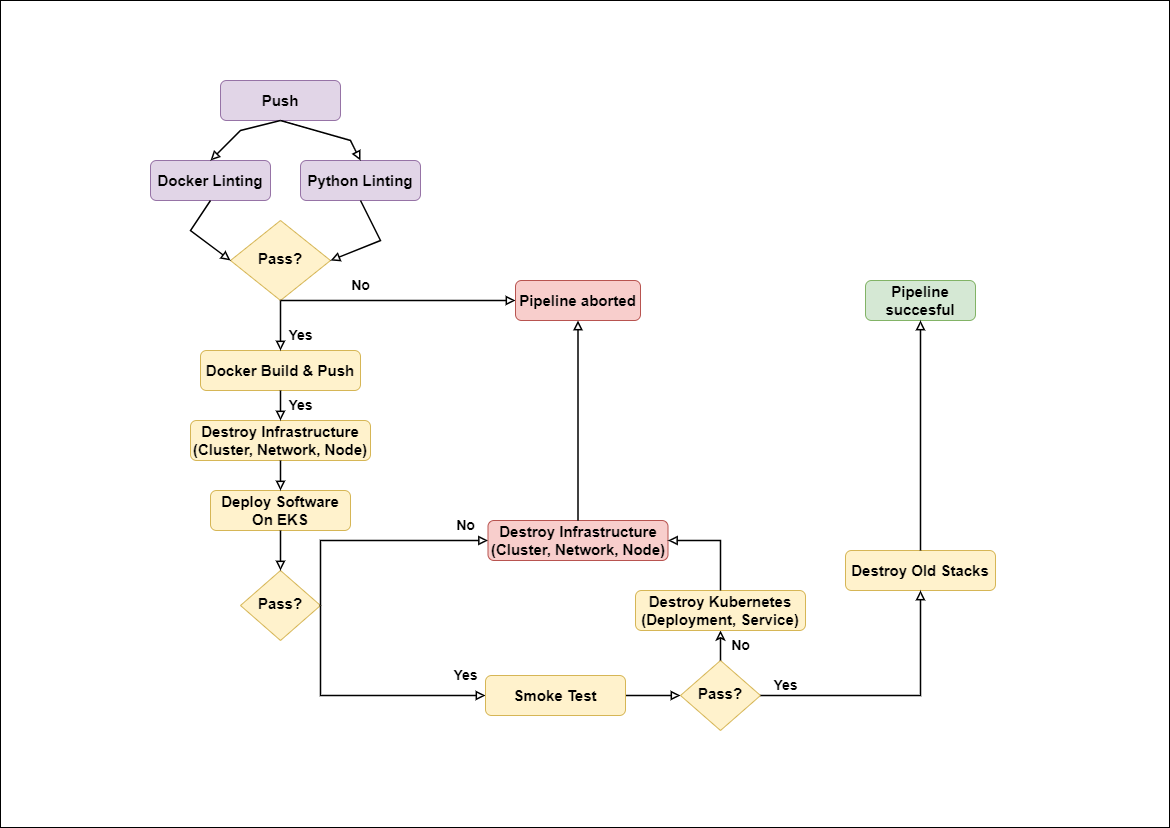 Push
Docker Linting
Python Linting
Pass?
No
Pipeline aborted
Pipeline
succesful
Yes
Docker Build & Push
Yes
Destroy Infrastructure
(Cluster, Network, Node)
Deploy Software
On EKS
No
Destroy Infrastructure
(Cluster, Network, Node)
Destroy Old Stacks
Pass?
Destroy Kubernetes
(Deployment, Service)
No
Yes
Smoke Test
Pass?
Yes